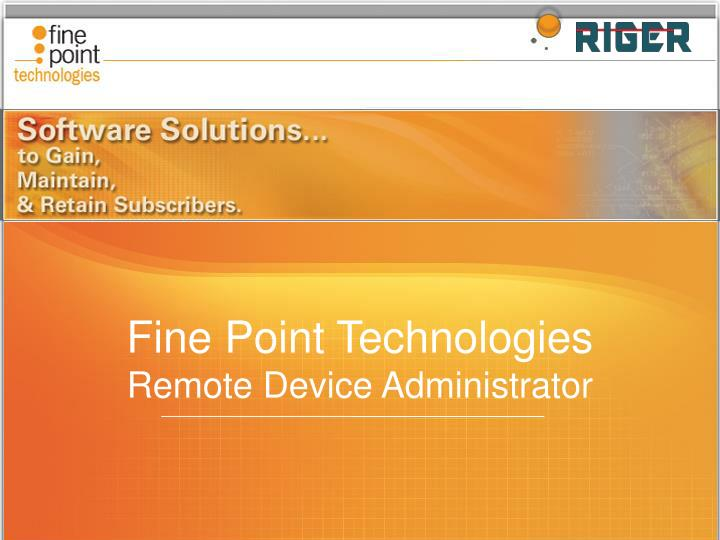 fine
point
technologies
RIGER
Software Solutions...
to Gain,
Maintain,
& Retain Subscribers.
Fine Point Technologies
Remote Device Administrator